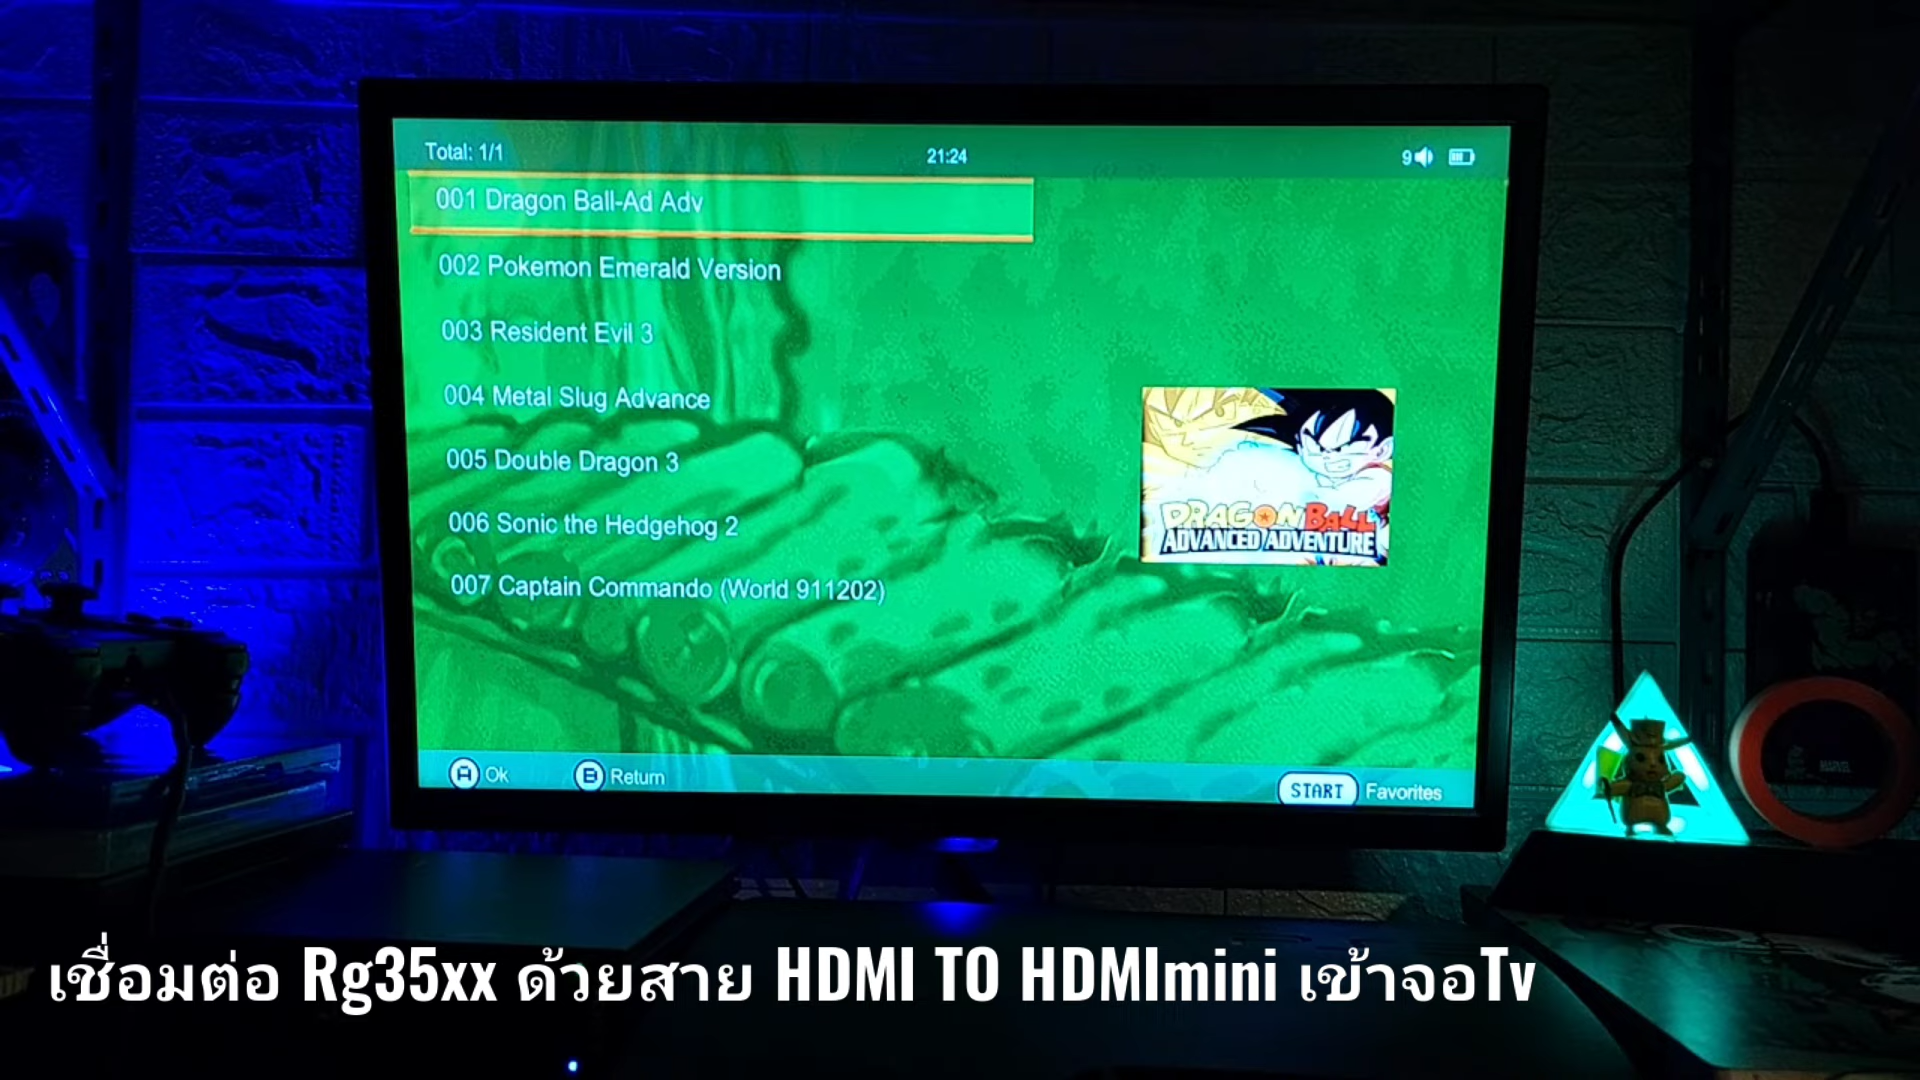 Total: 1/1
21:24
9
001 Dragon Ball-Ad Adv
002 Pokemon Emerald Version
003 Resident Evil 3
004 Metal Slug Advance
005 Double Dragon 3
006 Sonic the Hedgehog 2
007 Captain Commando (World 911202)
DRAGON BALL
ADVANCED ADVENTURE
A Ok
B Return
START Favorites
เชื่อมต่อ Rg35xx ด้วยสาย HDMI TO HDMImini เข้าจอTv